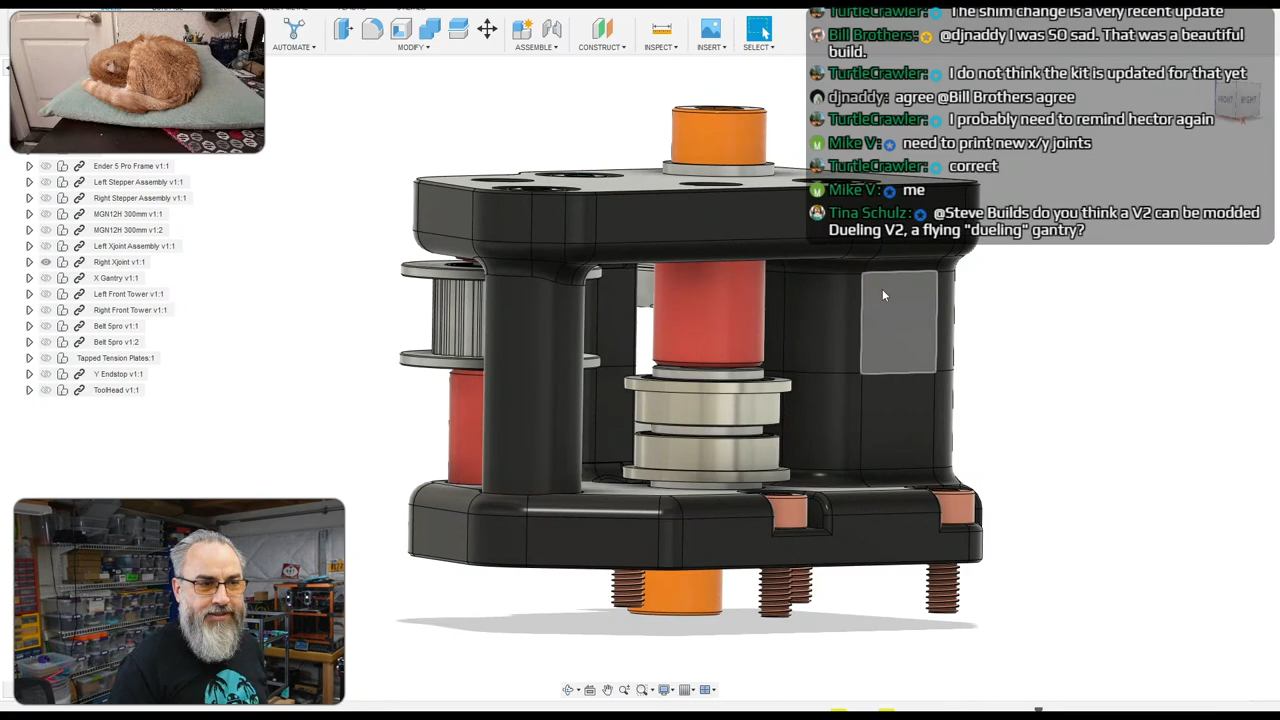 TurtleCrawler: The shim change is a very recent update
Bill Brothers: @djnaddy I was SO sad. That was a beautiful
build.
TurtleCrawler: I do not think the kit is updated for that yet
djnaddy: agree @Bill Brothers agree
TurtleCrawler: I probably need to remind hector again
Mike V: need to print new x/y joints
TurtleCrawler: correct
Mike V: me
Tina Schulz: @Steve Builds do you think a V2 can be modded
Dueling V2, a flying "dueling" gantry?
AUTOMATE
MODIFY
ASSEMBLE
CONSTRUCT
INSPECT
INSERT
SELECT
FRONT
RIGHT
Ender 5 Pro Frame v1:1
Left Stepper Assembly v1:1
Right Stepper Assembly v1:1
MGN12H 300mm v1:1
MGN12H 300mm v1:2
Left Xjoint Assembly v1:1
Right Xjoint v1:1
X Gantry v1:1
Left Front Tower v1:1
Right Front Tower v1:1
Belt 5pro v1:1
Belt 5pro v1:2
Tapped Tension Plates:1
Y Endstop v1:1
ToolHead v1:1